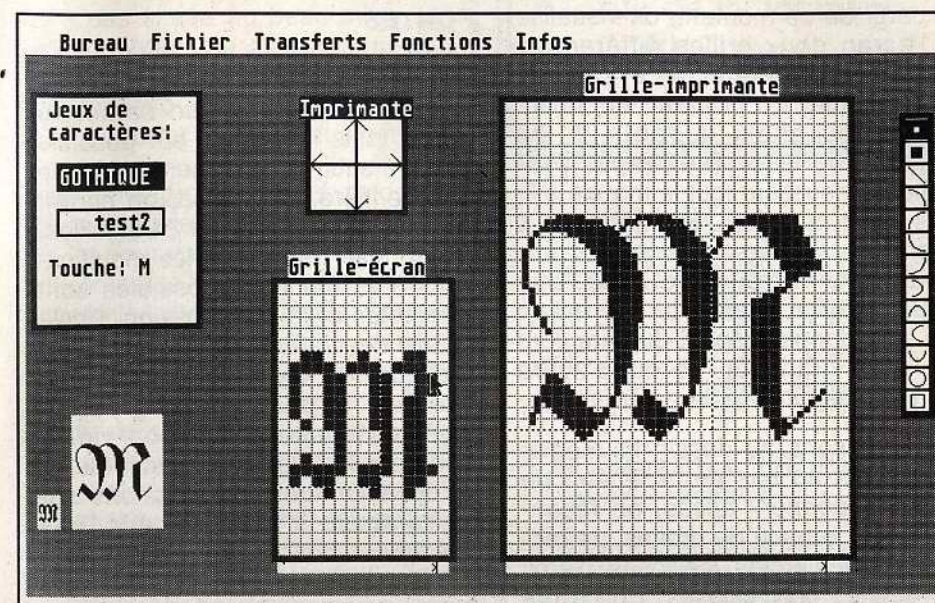 Bureau Fichier Transferts Fonctions Infos
Jeux de
caractères:
GOTHIQUE
test2
Touche: M
Imprimante
Grille-écran
Grille-imprimante
M
M
M
M